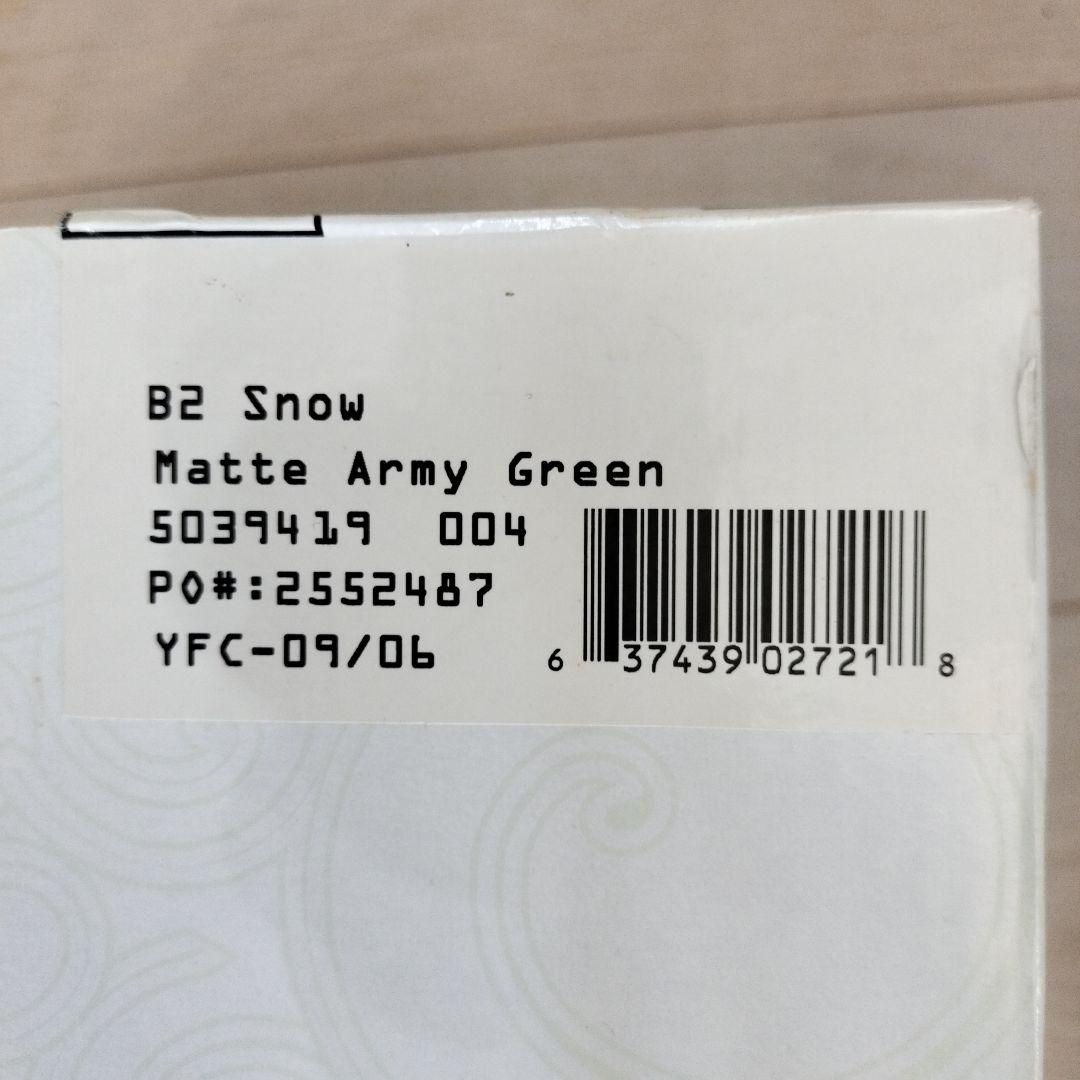 B2 Snow
Matte Army Green
5039419 004
PO#:2552487
YFC-09/06
6 37439 02721 8